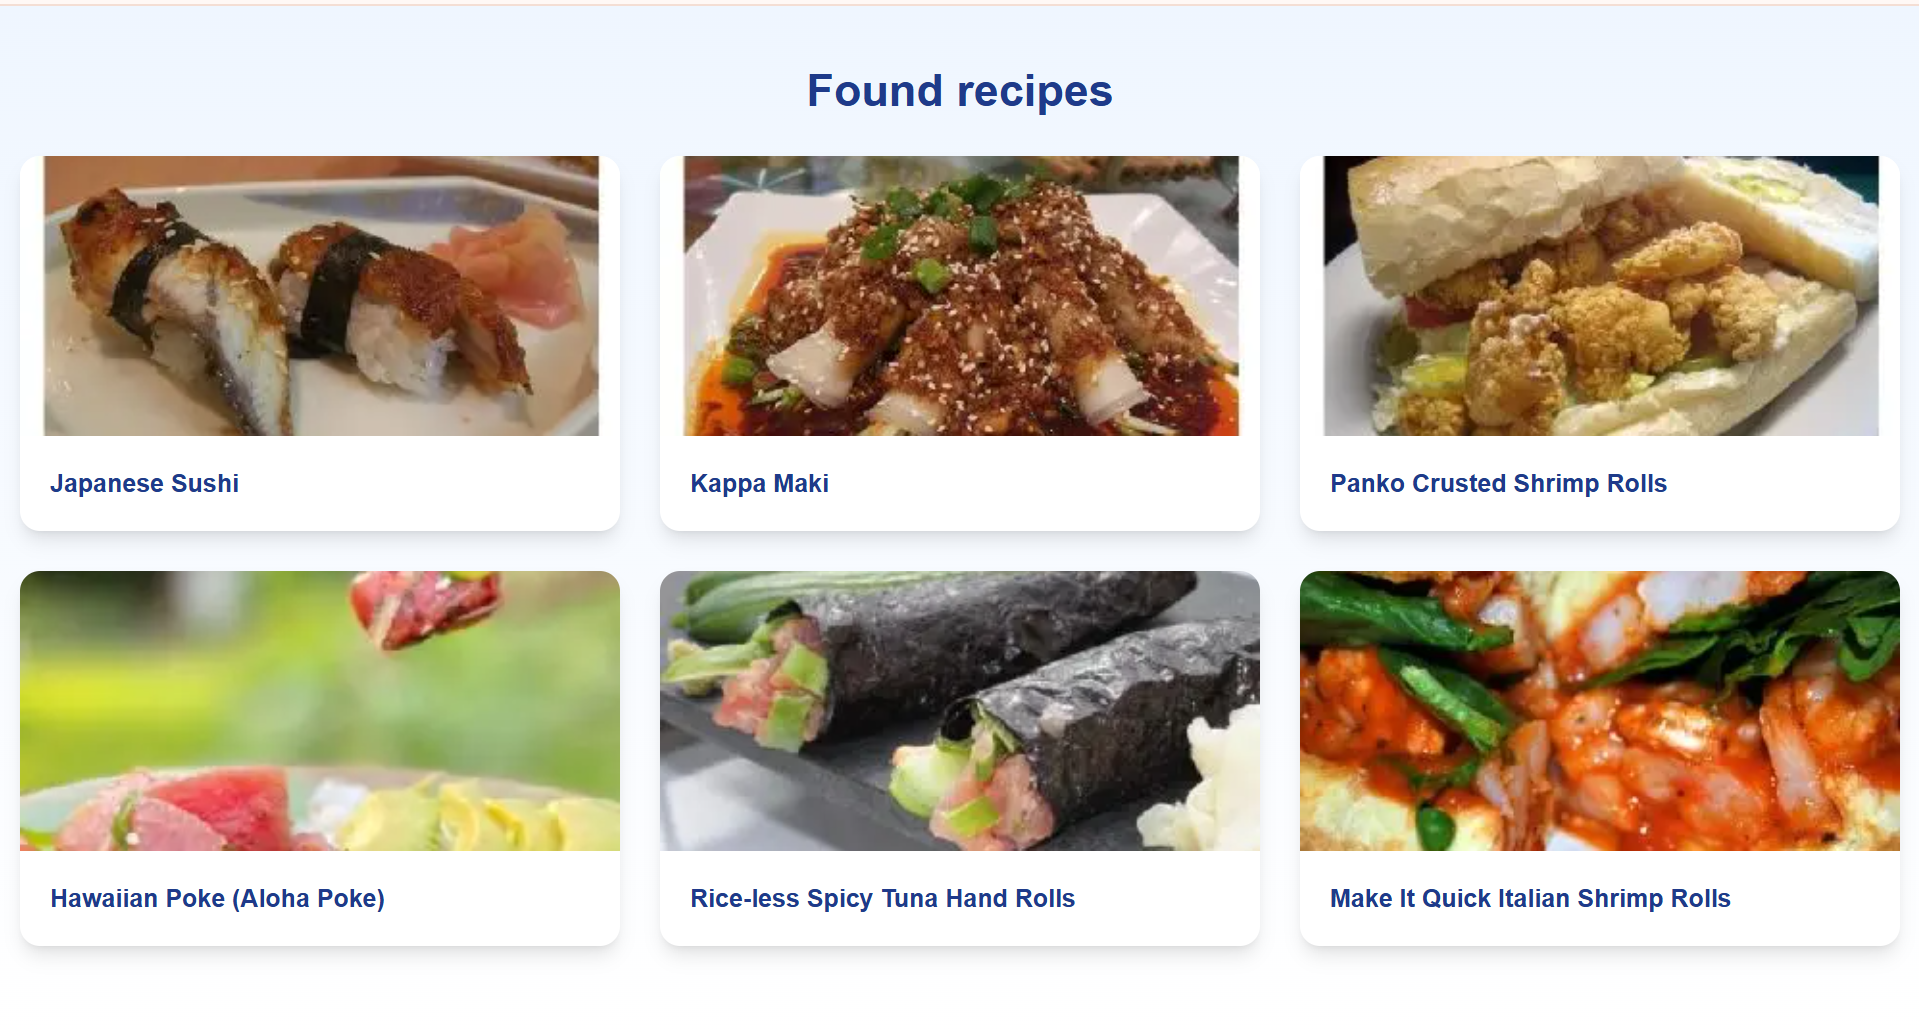 Found recipes
Japanese Sushi
Kappa Maki
Panko Crusted Shrimp Rolls
Hawaiian Poke (Aloha Poke)
Rice-less Spicy Tuna Hand Rolls
Make It Quick Italian Shrimp Rolls